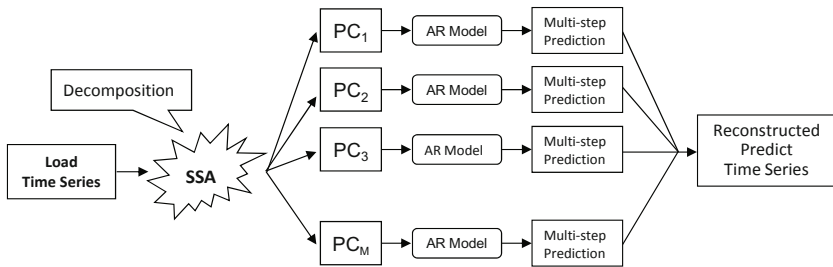 PC1
AR Model
Multi-step
Prediction
Decomposition
PC2
AR Model
Multi-step
Prediction
Load
Time Series
SSA
PC3
AR Model
Multi-step
Prediction
Reconstructed
Predict
Time Series
PCM
AR Model
Multi-step
Prediction